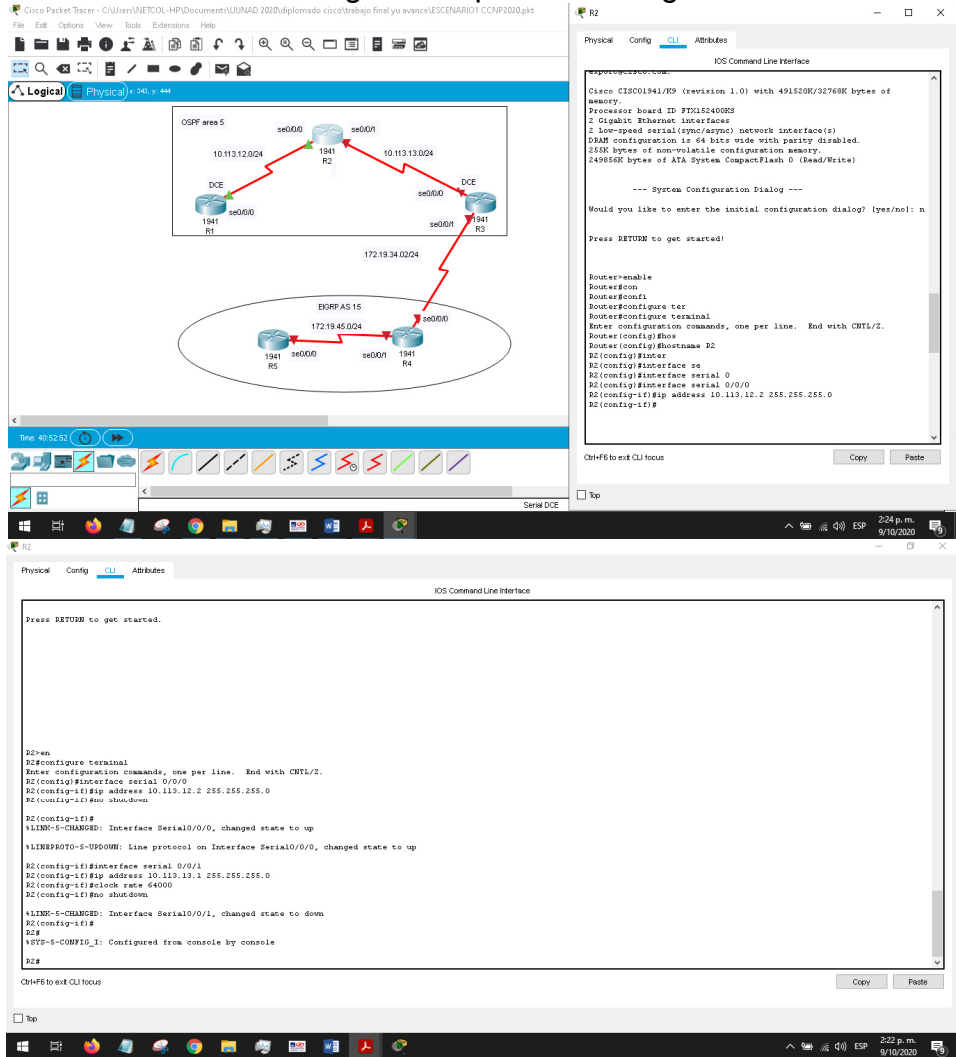 Cisco Packet Tracer - C:\Users\NETCOL-HP\Documents\UUNAD 2020\diplomado cisco\trabajo final yu avance\ESCENARIO1 CCNP2020.pkt
File Edit Options View Tools Extensions Help
Logical
Physical
x: 343, y: 444
OSPF area 5
se0/0/0
se0/0/1
1941
R2
10.113.12.0/24
10.113.13.0/24
DCE
DCE
se0/0/0
se0/0/0
1941
R1
se0/0/1
1941
R3
172.19.34.02/24
EIGRP AS 15
172.19.45.0/24
se0/0/0
1941
R5
se0/0/0
se0/0/1
1941
R4
Time: 40:52:52
Serial DCE
R2
Physical Config CLI Attributes
IOS Command Line Interface
export@cisco.com.
Cisco CISCO1941/K9 (revision 1.0) with 491520K/32768K bytes of
memory.
Processor board ID FTX152400KS
2 Gigabit Ethernet interfaces
2 Low-speed serial(sync/async) network interface(s)
DRAM configuration is 64 bits wide with parity disabled.
255K bytes of non-volatile configuration memory.
249856K bytes of ATA System CompactFlash 0 (Read/Write)
--- System Configuration Dialog ---
Would you like to enter the initial configuration dialog? [yes/no]: n
Press RETURN to get started!
Router>enable
Router#con
Router#confi
Router#configure ter
Router#configure terminal
Enter configuration commands, one per line. End with CNTL/Z.
Router(config)#hos
Router(config)#hostname R2
R2(config)#inter
R2(config)#interface se
R2(config)#interface serial 0
R2(config)#interface serial 0/0/0
R2(config-if)#ip address 10.113.12.2 255.255.255.0
R2(config-if)#
Ctrl+F6 to exit CLI focus
Copy
Paste
Top
ESP
2:24 p. m.
9/10/2020
9
R2
Physical Config CLI Attributes
IOS Command Line Interface
Press RETURN to get started.
R2>en
R2#configure terminal
Enter configuration commands, one per line. End with CNTL/Z.
R2(config)#interface serial 0/0/0
R2(config-if)#ip address 10.113.12.2 255.255.255.0
R2(config-if)#no shutdown
R2(config-if)#
%LINK-5-CHANGED: Interface Serial0/0/0, changed state to up
%LINEPROTO-5-UPDOWN: Line protocol on Interface Serial0/0/0, changed state to up
R2(config-if)#interface serial 0/0/1
R2(config-if)#ip address 10.113.13.1 255.255.255.0
R2(config-if)#clock rate 64000
R2(config-if)#no shutdown
%LINK-5-CHANGED: Interface Serial0/0/1, changed state to down
R2(config-if)#
R2#
%SYS-5-CONFIG_I: Configured from console by console
R2#
Ctrl+F6 to exit CLI focus
Copy
Paste
Top
ESP
2:22 p. m.
9/10/2020
9